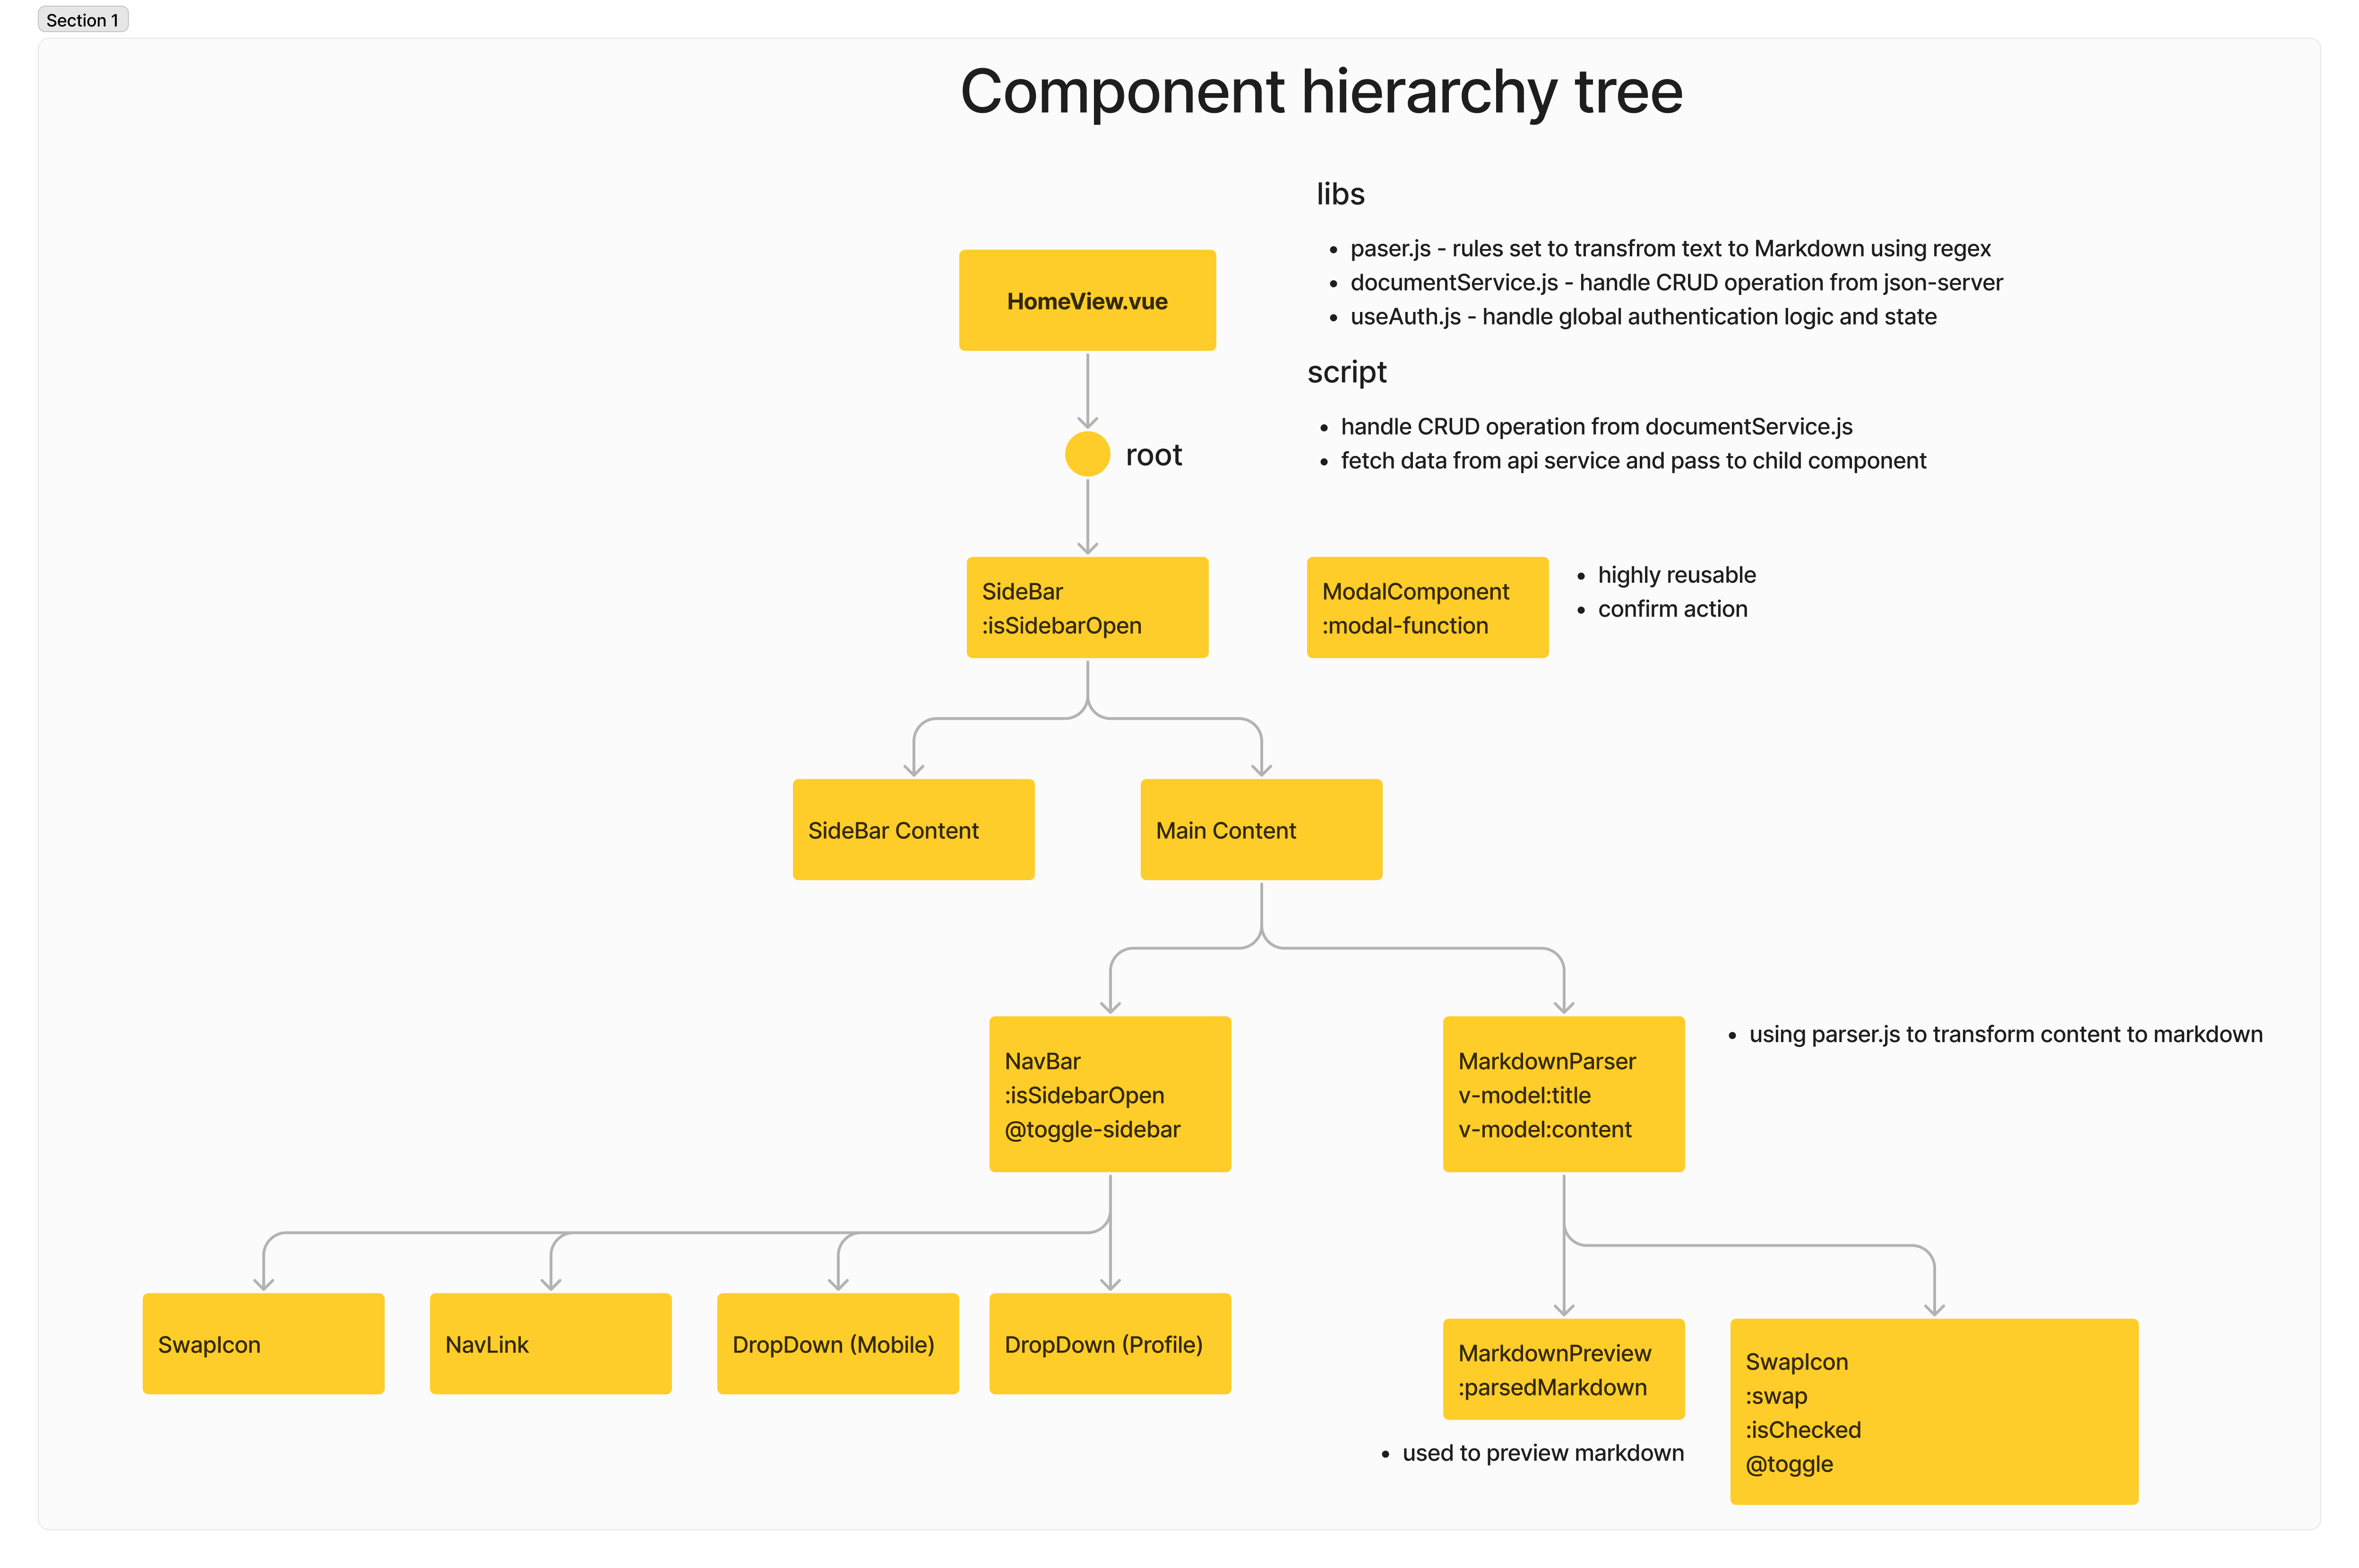 Section 1
Component hierarchy tree
libs
• paser.js - rules set to transfrom text to Markdown using regex
• documentService.js - handle CRUD operation from json-server
• useAuth.js - handle global authentication logic and state
HomeView.vue
script
• handle CRUD operation from documentService.js
• fetch data from api service and pass to child component
root
SideBar
:isSidebarOpen
ModalComponent
:modal-function
• highly reusable
• confirm action
SideBar Content
Main Content
NavBar
:isSidebarOpen
@toggle-sidebar
MarkdownParser
v-model:title
v-model:content
• using parser.js to transform content to markdown
SwapIcon
NavLink
DropDown (Mobile)
DropDown (Profile)
MarkdownPreview
:parsedMarkdown
• used to preview markdown
SwapIcon
:swap
:isChecked
@toggle